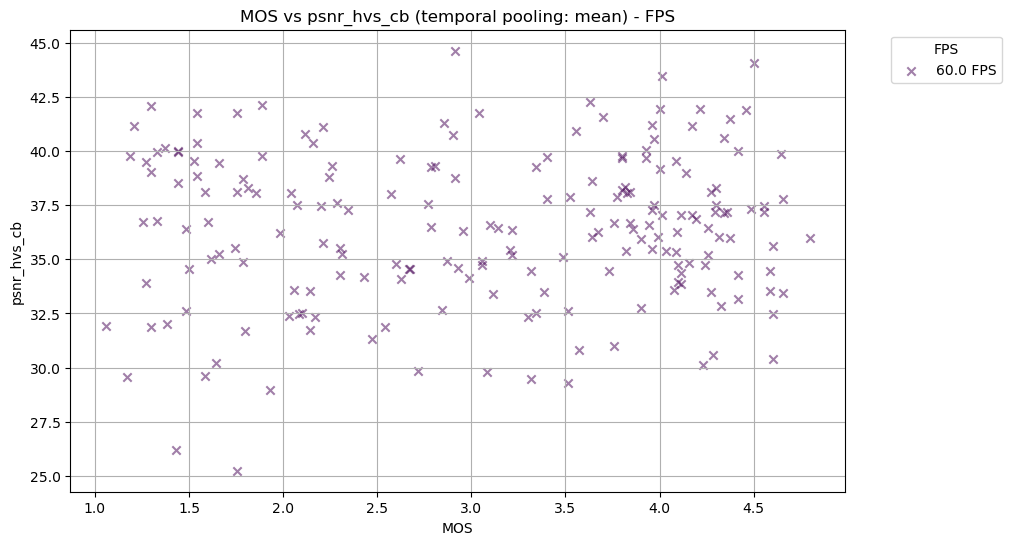 MOS vs psnr_hvs_cb (temporal pooling: mean) - FPS
FPS
60.0 FPS
45.0
42.5
40.0
37.5
35.0
32.5
30.0
27.5
25.0
psnr_hvs_cb
1.0 1.5 2.0 2.5 3.0 3.5 4.0 4.5
MOS